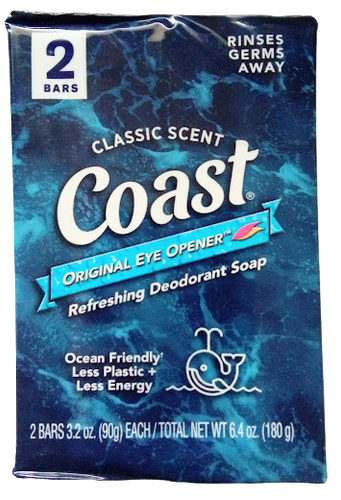 2
BARS
RINSES
GERMS
AWAY
CLASSIC SCENT
Coast®
ORIGINAL EYE OPENER™
Refreshing Deodorant Soap
Ocean Friendly†
Less Plastic +
Less Energy
2 BARS 3.2 oz. (90g) EACH/TOTAL NET WT 6.4 oz. (180 g)